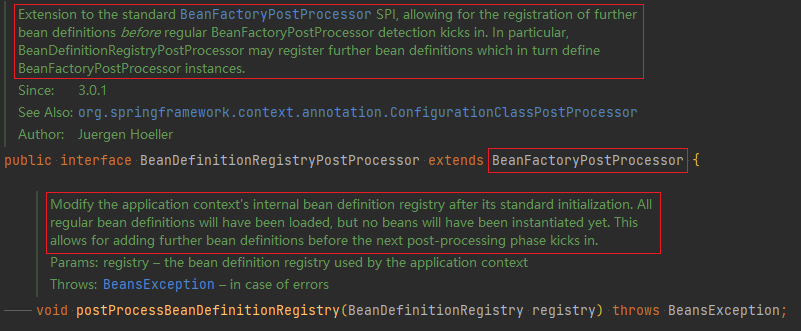 Extension to the standard BeanFactoryPostProcessor SPI, allowing for the registration of further
bean definitions before regular BeanFactoryPostProcessor detection kicks in. In particular,
BeanDefinitionRegistryPostProcessor may register further bean definitions which in turn define
BeanFactoryPostProcessor instances.
Since: 3.0.1
See Also: org.springframework.context.annotation.ConfigurationClassPostProcessor
Author: Juergen Hoeller
public interface BeanDefinitionRegistryPostProcessor extends BeanFactoryPostProcessor {
Modify the application context's internal bean definition registry after its standard initialization. All
regular bean definitions will have been loaded, but no beans will have been instantiated yet. This
allows for adding further bean definitions before the next post-processing phase kicks in.
Params: registry – the bean definition registry used by the application context
Throws: BeansException – in case of errors
void postProcessBeanDefinitionRegistry(BeanDefinitionRegistry registry) throws BeansException;